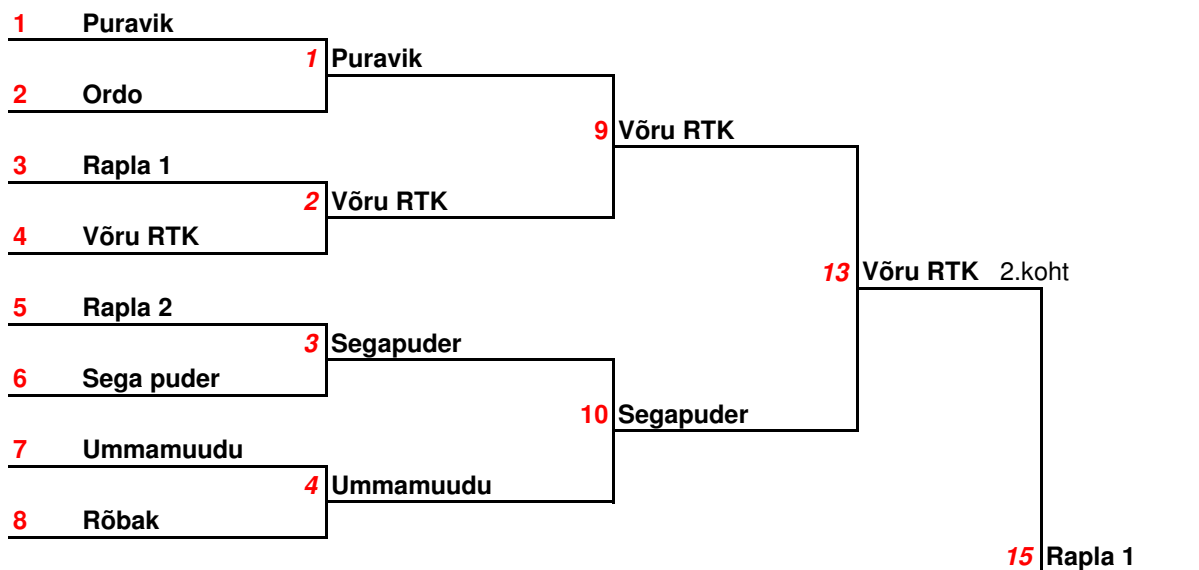 1 Puravik
1 Puravik
2 Ordo
9 Võru RTK
3 Rapla 1
2 Võru RTK
4 Võru RTK
13 Võru RTK 2.koht
5 Rapla 2
3 Segapuder
6 Sega puder
10 Segapuder
7 Ummamuudu
4 Ummamuudu
8 Rõbak
15 Rapla 1